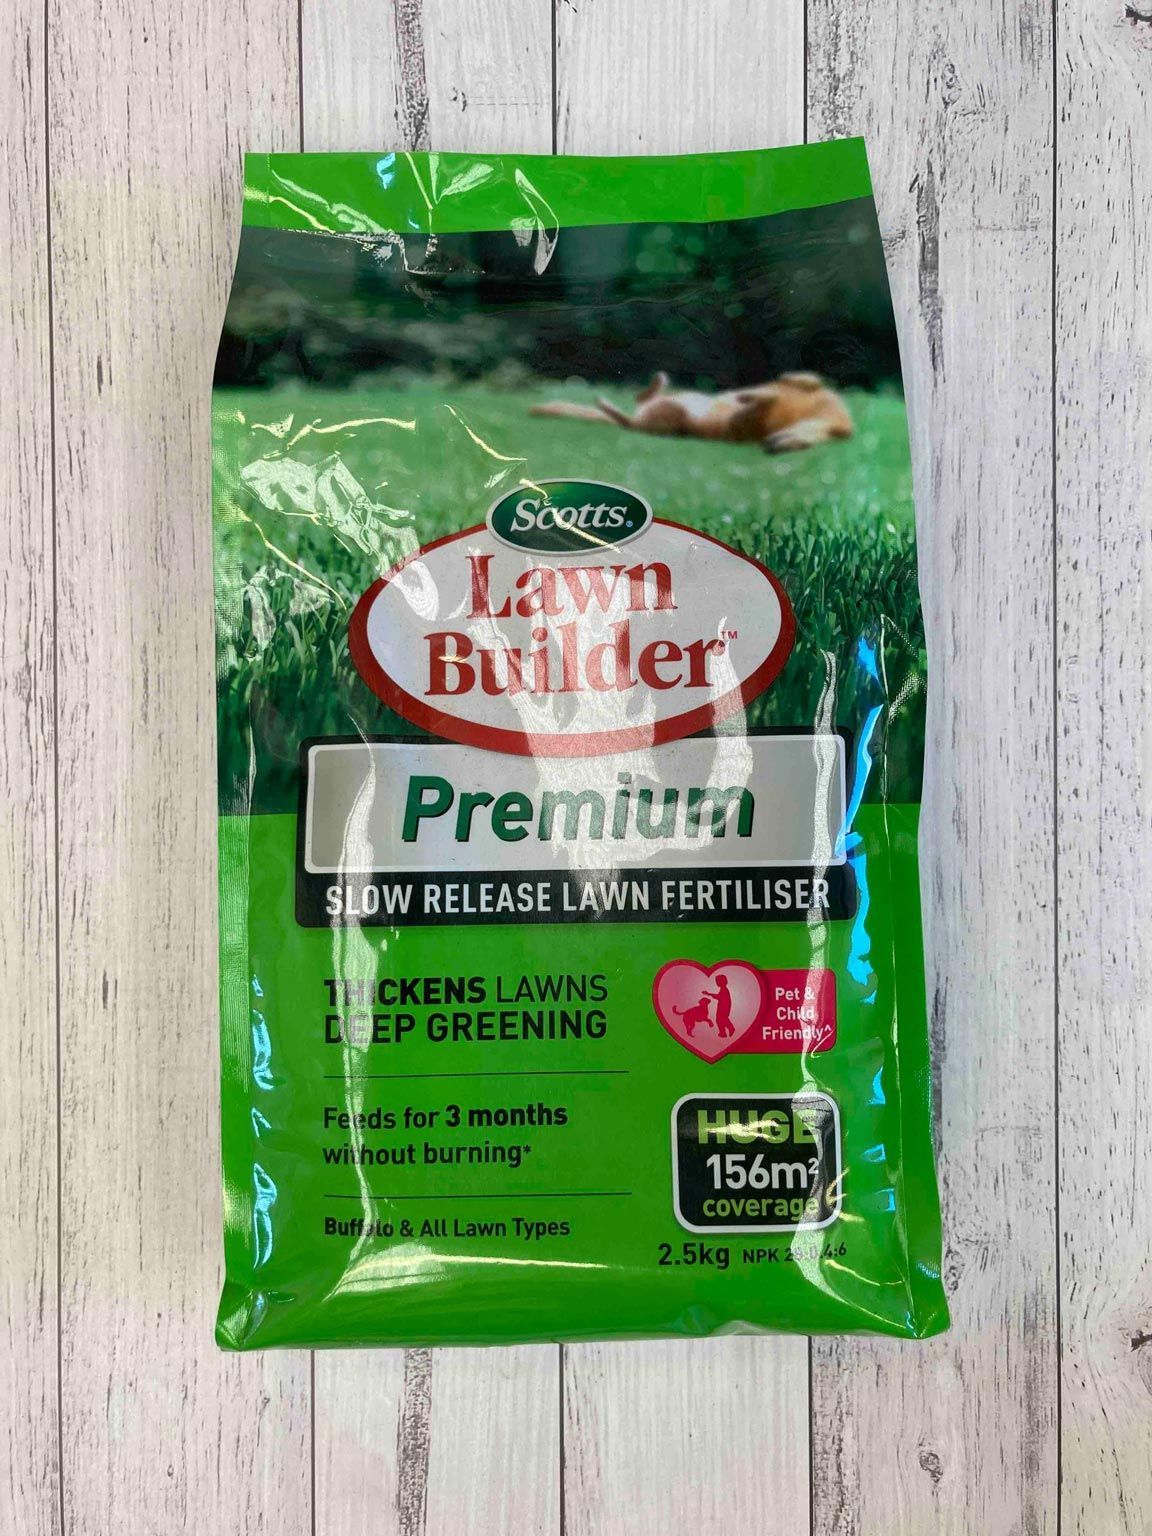 Scotts®
Lawn
Builder™
Premium
SLOW RELEASE LAWN FERTILISER
THICKENS LAWNS
DEEP GREENING
Pet &
Child
Friendly^
Feeds for 3 months
without burning*
HUGE
156m²
coverage
Buffalo & All Lawn Types
2.5kg NPK